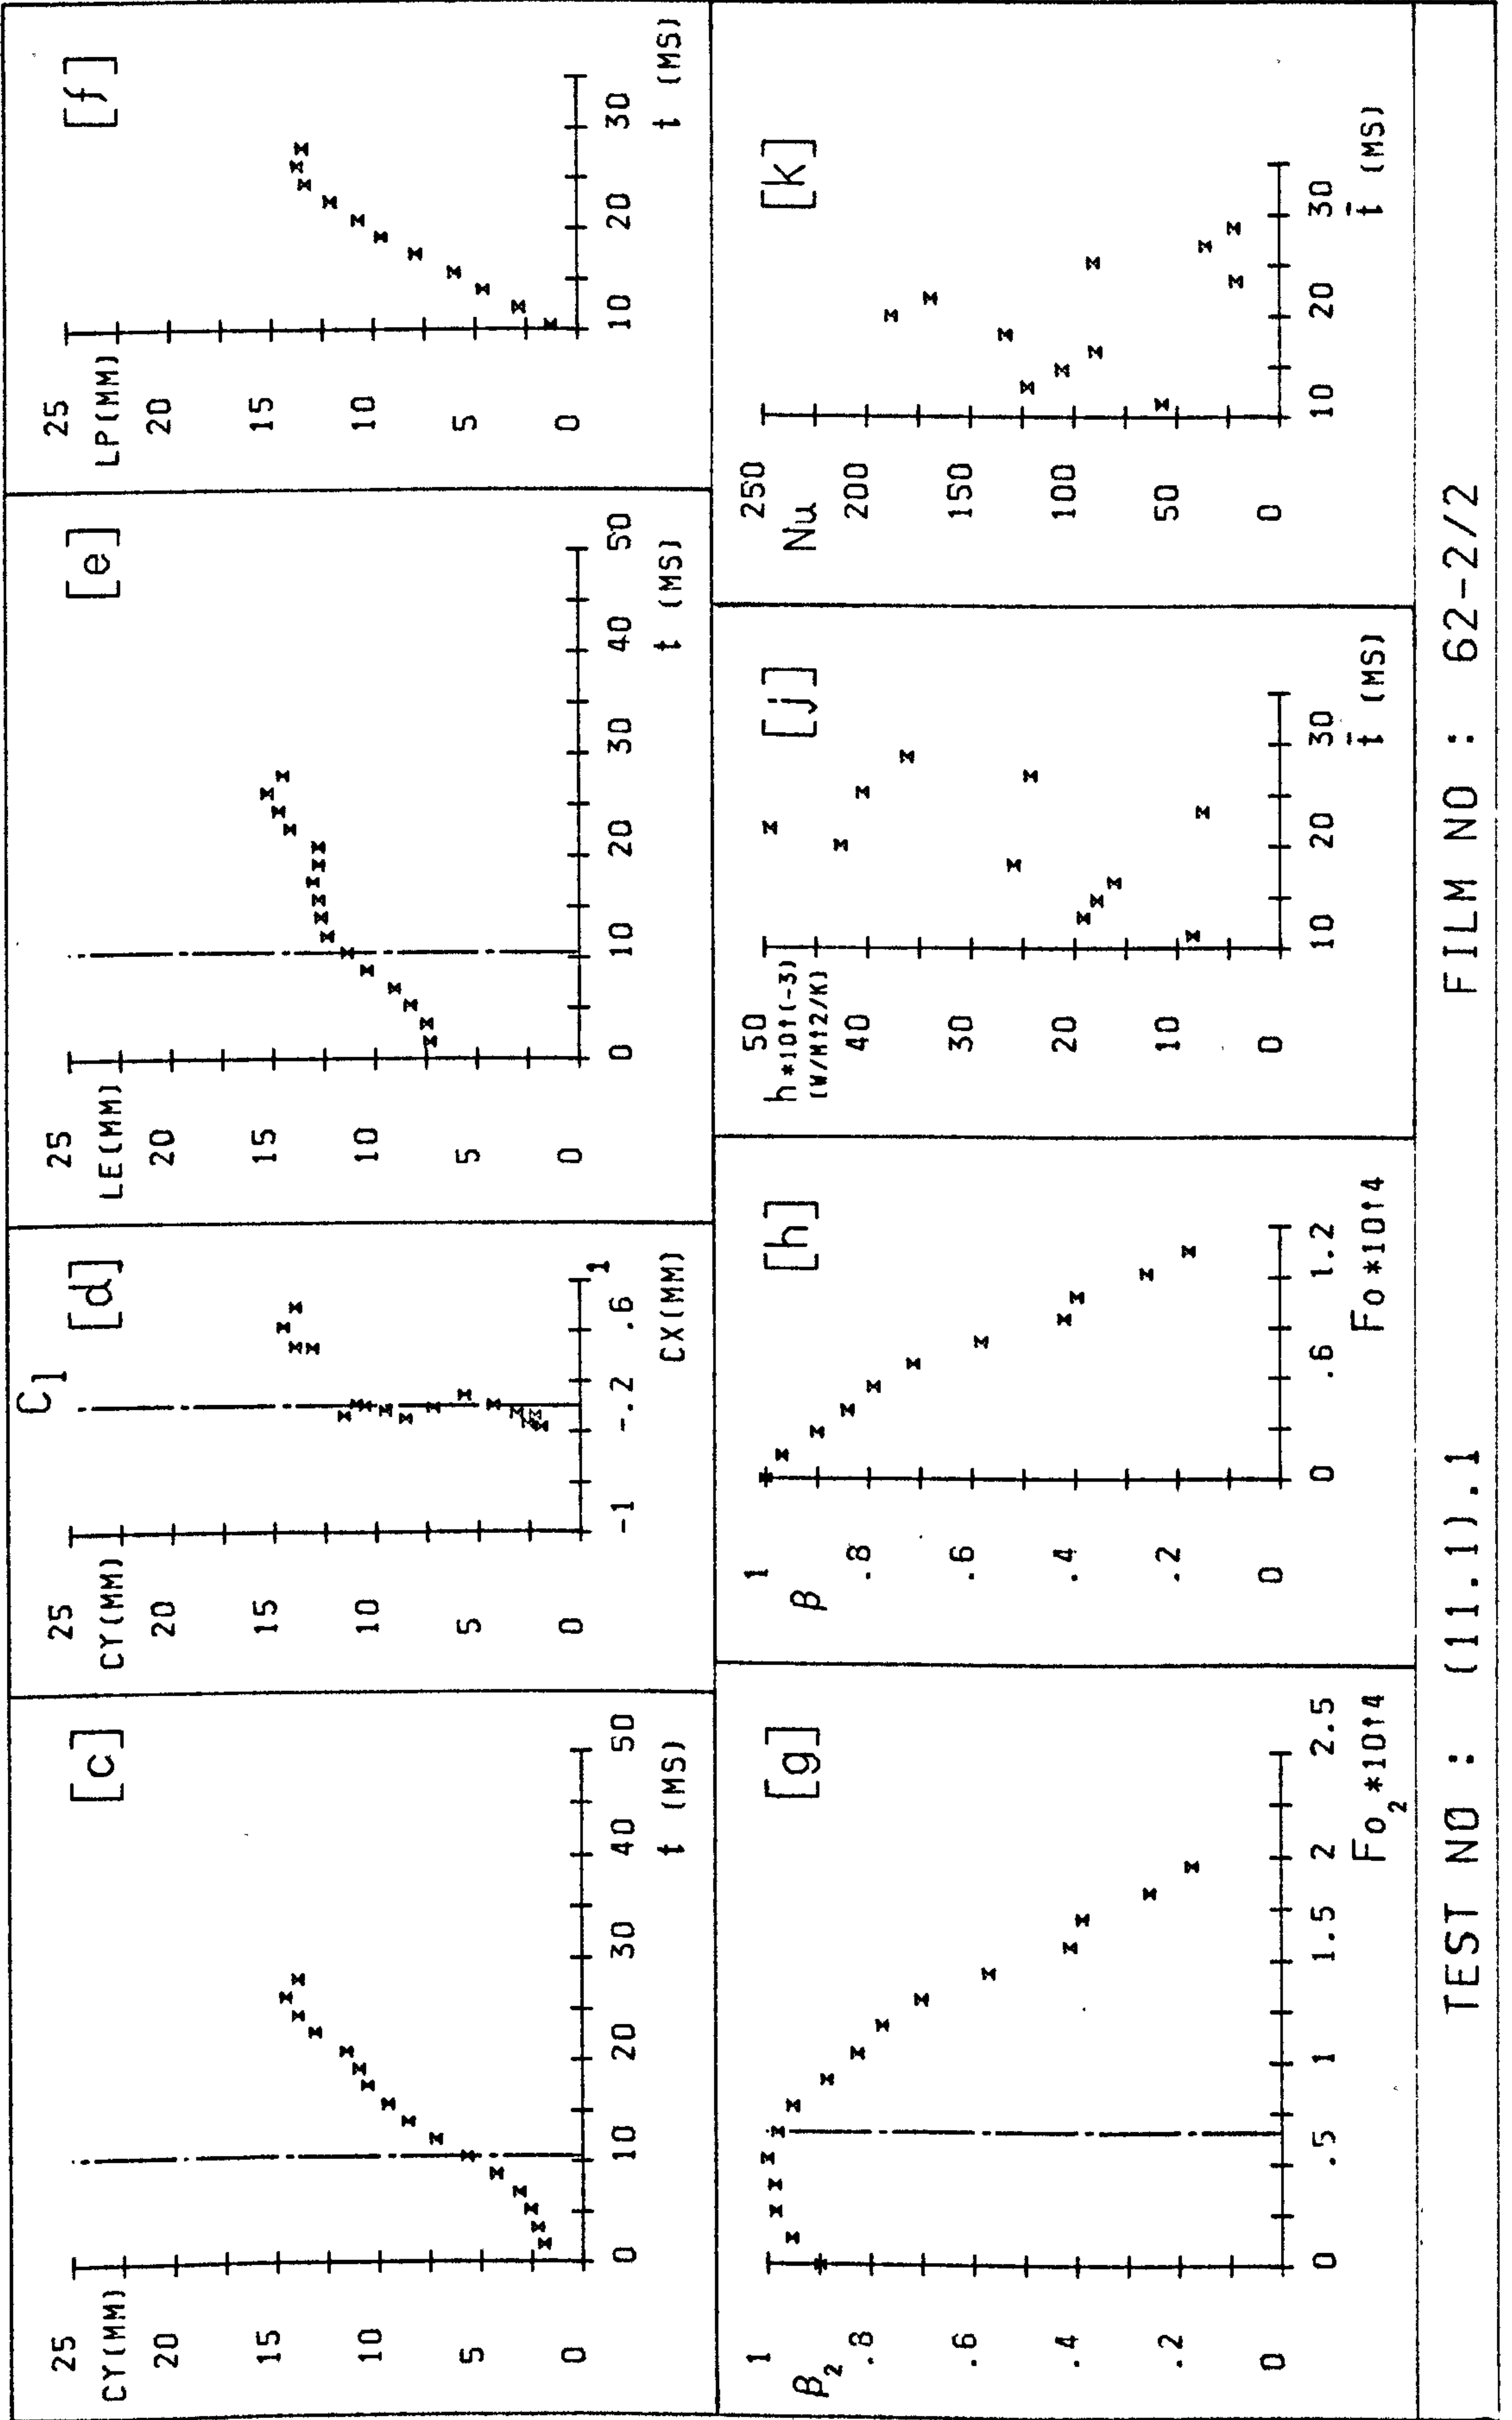 [c]
25
CY(MM)
20
15
10
5
0
0 10 20 30 40 50
t (MS)
C1
[d]
25
CY(MM)
20
15
10
5
0
-1 -.2 .6 1
CX(MM)
[e]
25
LE(MM)
20
15
10
5
0
0 10 20 30 40 50
t (MS)
[f]
25
LP(MM)
20
15
10
5
0
10 20 30
t (MS)
[g]
1
β2
.8
.6
.4
.2
0
0 .5 1 1.5 2 2.5
Fo2*10↑4
[h]
1
β
.8
.6
.4
.2
0
0 .6 1.2
Fo*10↑4
[j]
50
h*10↑(-3)
(W/M↑2/K)
40
30
20
10
0
10 20 30
t̄ (MS)
[k]
250
Nu
200
150
100
50
0
10 20 30
t̄ (MS)
TEST NO : (11.1).1 FILM NO : 62-2/2